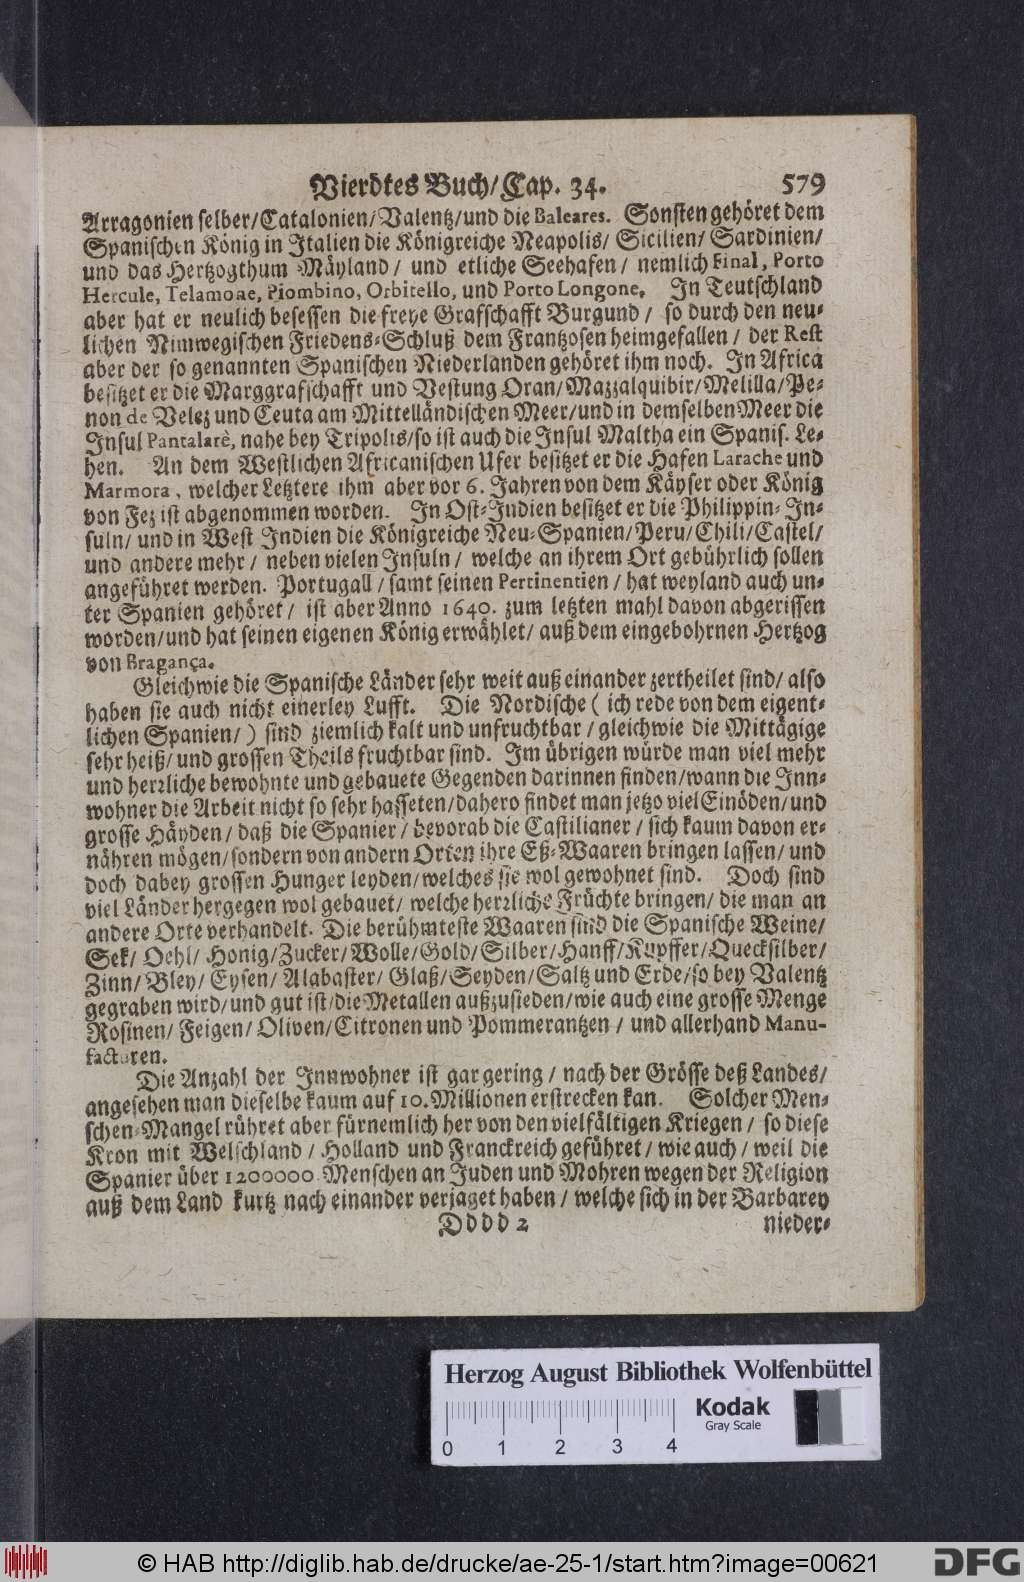 Vierdtes Buch/ Cap. 34. 579
Arragonien selber/ Catalonien/ Valentz/ und die Baleares. Sonsten gehöret dem
Spanischen König in Italien die Königreiche Neapolis/ Sicilien/ Sardinien/
und das Hertzogthum Mäyland/ und etliche Seehafen/ nemlich Final, Porto
Hercule, Telamone, Piombino, Orbitello, und Porto Longone. In Teutschland
aber hat er neulich besessen die freye Grafschafft Burgund/ so durch den neu-
lichen Nimwegischen Friedens-Schluß dem Frantzosen heimgefallen/ der Rest
aber der so genannten Spanischen Niederlanden gehöret ihm noch. In Africa
besitzet er die Marggrafschafft und Vestung Oran/ Mazzalquibir/ Melilla/ Pe-
non de Velez und Ceuta am Mittelländischen Meer/ und in demselben Meer die
Insul Pantalarè, nahe bey Tripolis/ so ist auch die Insul Maltha ein Spanis. Le-
hen. An dem Westlichen Africanischen Ufer besitzet er die Hafen Larache und
Marmora, welcher Letztere ihm aber vor 6. Jahren von dem Käyser oder König
von Fez ist abgenommen worden. In Ost-Indien besitzet er die Philippin-In-
suln/ und in West Indien die Königreiche Neu-Spanien/ Peru/ Chili/ Castel/
und andere mehr/ neben vielen Insuln/ welche an ihrem Ort gebührlich sollen
angeführet werden. Portugall/ samt seinen Pertinentien/ hat weyland auch un-
ter Spanien gehöret/ ist aber Anno 1640. zum letzten mahl davon abgerissen
worden/ und hat seinen eigenen König erwählet/ auß dem eingebohrnen Hertzog
von Bragança.
Gleichwie die Spanische Länder sehr weit auß einander zertheilet sind/ also
haben sie auch nicht einerley Lufft. Die Nordische (ich rede von dem eigent-
lichen Spanien/) sind ziemlich kalt und unfruchtbar/ gleichwie die Mittägige
sehr heiß/ und grossen Theils fruchtbar sind. Im übrigen würde man viel mehr
und herrliche bewohnte und gebauete Gegenden darinnen finden/ wann die Inn-
wohner die Arbeit nicht so sehr hasseten/ dahero findet man jetzo viel Einöden/ und
grosse Häyden/ daß die Spanier/ bevorab die Castilianer/ sich kaum davon er-
nähren mögen/ sondern von andern Orten ihre Eß-Waaren bringen lassen/ und
doch dabey grossen Hunger leyden/ welches sie wol gewohnet sind. Doch sind
viel Länder hergegen wol gebauet/ welche herrliche Früchte bringen/ die man an
andere Orte verhandelt. Die berühmteste Waaren sind die Spanische Weine/
Sek/ Oehl/ Honig/ Zucker/ Wolle/ Gold/ Silber/ Hanff/ Kupffer/ Quecksilber/
Zinn/ Bley/ Eysen/ Alabaster/ Glaß/ Seyden/ Saltz und Erde/ so bey Valentz
gegraben wird/ und gut ist/ die Metallen außzusieden/ wie auch eine grosse Menge
Rosinen/ Feigen/ Oliven/ Citronen und Pommerantzen/ und allerhand Manu-
facturen.
Die Anzahl der Innwohner ist gar gering/ nach der Grösse deß Landes/
angesehen man dieselbe kaum auf 10. Millionen erstrecken kan. Solcher Men-
schen-Mangel rühret aber fürnemlich her von den vielfältigen Kriegen/ so diese
Kron mit Welschland/ Holland und Franckreich geführet/ wie auch/ weil die
Spanier über 1200000 Menschen an Juden und Mohren wegen der Religion
auß dem Land kurtz nach einander verjaget haben/ welche sich in der Barbarey
Dddd 2 nieder-
Herzog August Bibliothek Wolfenbüttel
Kodak
Gray Scale
0 1 2 3 4
© HAB http://diglib.hab.de/drucke/ae-25-1/start.htm?image=00621
DFG